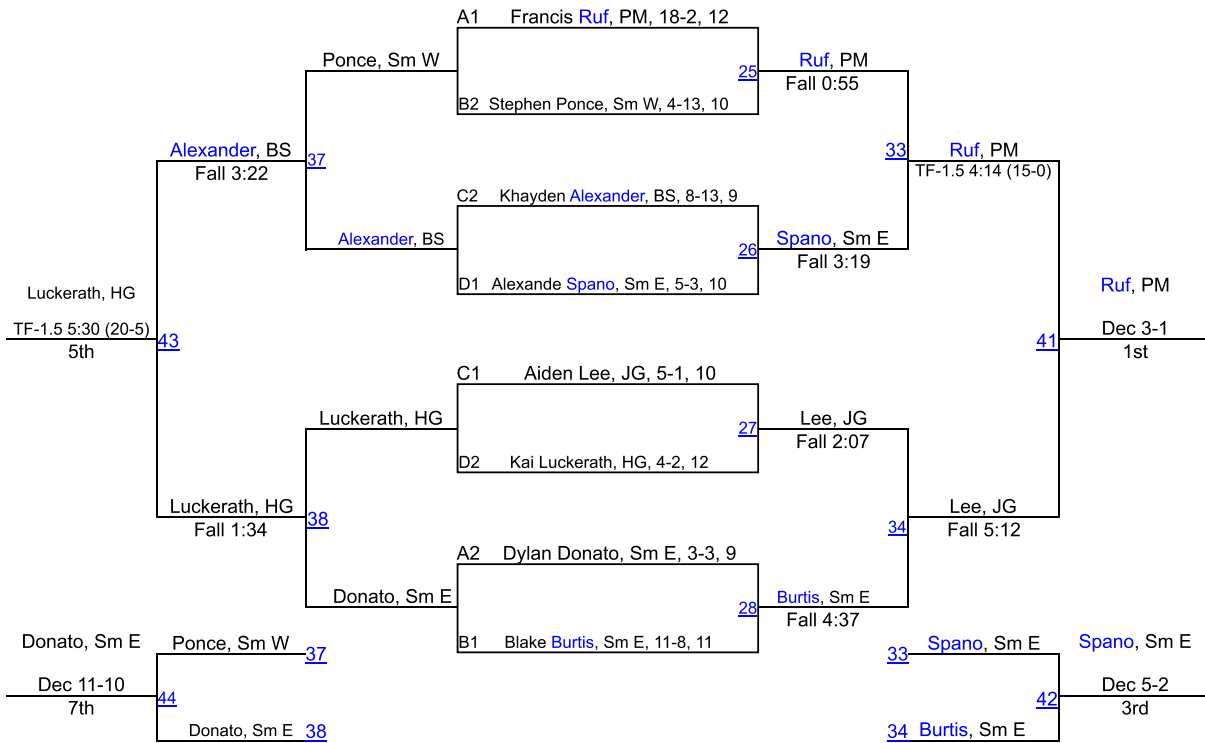 A1 Francis Ruf, PM, 18-2, 12
Ponce, Sm W
25
Ruf, PM
Fall 0:55
B2 Stephen Ponce, Sm W, 4-13, 10
Alexander, BS
37
Fall 3:22
33
Ruf, PM
TF-1.5 4:14 (15-0)
C2 Khayden Alexander, BS, 8-13, 9
Alexander, BS
26
Spano, Sm E
Fall 3:19
D1 Alexande Spano, Sm E, 5-3, 10
Luckerath, HG
TF-1.5 5:30 (20-5)
43
5th
Ruf, PM
41
Dec 3-1
1st
C1 Aiden Lee, JG, 5-1, 10
Luckerath, HG
27
Lee, JG
Fall 2:07
D2 Kai Luckerath, HG, 4-2, 12
Luckerath, HG
38
Fall 1:34
34
Lee, JG
Fall 5:12
A2 Dylan Donato, Sm E, 3-3, 9
Donato, Sm E
28
Burtis, Sm E
Fall 4:37
B1 Blake Burtis, Sm E, 11-8, 11
Donato, Sm E
Ponce, Sm W
37
Dec 11-10
44
7th
Donato, Sm E
38
33
Spano, Sm E
Spano, Sm E
42
Dec 5-2
3rd
34
Burtis, Sm E